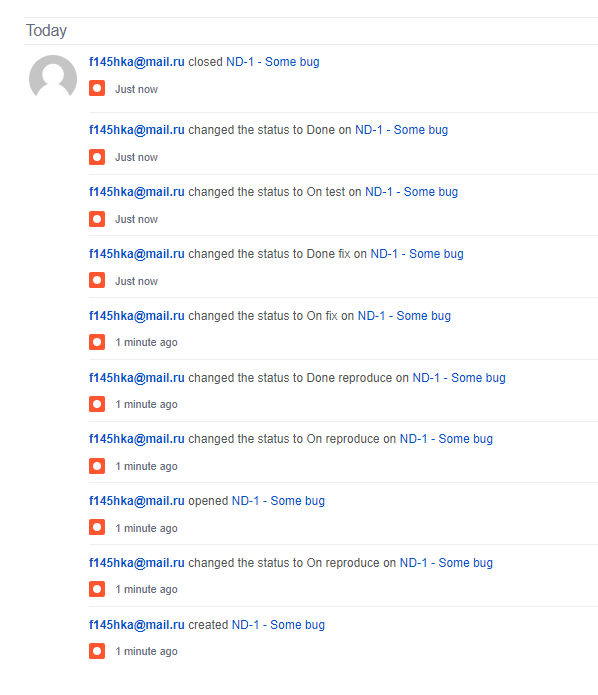 Today
f145hka@mail.ru closed ND-1 - Some bug
Just now
f145hka@mail.ru changed the status to Done on ND-1 - Some bug
Just now
f145hka@mail.ru changed the status to On test on ND-1 - Some bug
Just now
f145hka@mail.ru changed the status to Done fix on ND-1 - Some bug
Just now
f145hka@mail.ru changed the status to On fix on ND-1 - Some bug
1 minute ago
f145hka@mail.ru changed the status to Done reproduce on ND-1 - Some bug
1 minute ago
f145hka@mail.ru changed the status to On reproduce on ND-1 - Some bug
1 minute ago
f145hka@mail.ru opened ND-1 - Some bug
1 minute ago
f145hka@mail.ru changed the status to On reproduce on ND-1 - Some bug
1 minute ago
f145hka@mail.ru created ND-1 - Some bug
1 minute ago